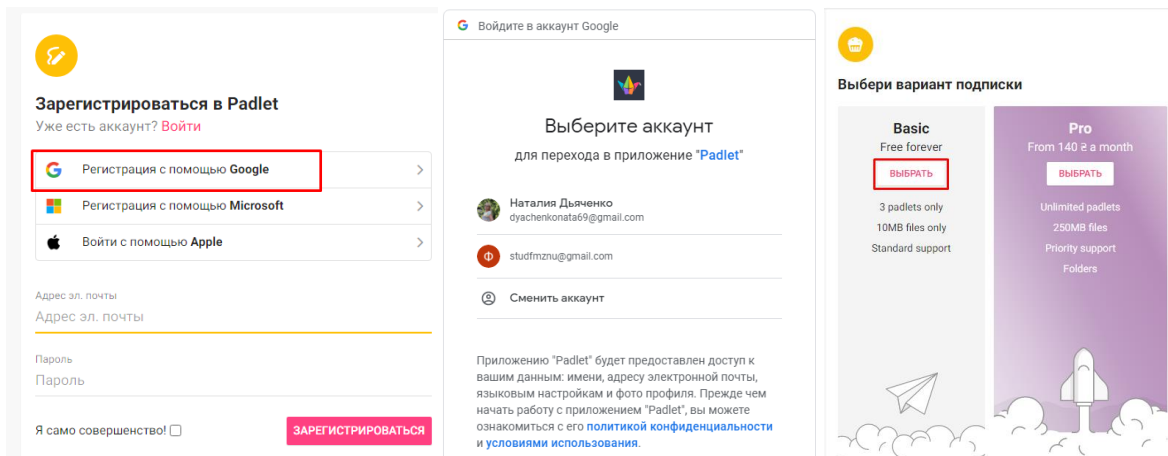 Зарегистрироваться в Padlet
Уже есть аккаунт? Войти
Регистрация с помощью Google
Регистрация с помощью Microsoft
Войти с помощью Apple
Адрес эл. почты
Адрес эл. почты
Пароль
Пароль
Я само совершенство!
ЗАРЕГИСТРИРОВАТЬСЯ
Войдите в аккаунт Google
Выберите аккаунт
для перехода в приложение "Padlet"
Наталия Дьяченко
dyachenkonata69@gmail.com
Ф
studfmznu@gmail.com
Сменить аккаунт
Приложению "Padlet" будет предоставлен доступ к
вашим данным: имени, адресу электронной почты,
языковым настройкам и фото профиля. Прежде чем
начать работу с приложением "Padlet", вы можете
ознакомиться с его политикой конфиденциальности
и условиями использования.
Выбери вариант подписки
Basic
Free forever
ВЫБРАТЬ
3 padlets only
10MB files only
Standard support
Pro
From 140 ₴ a month
ВЫБРАТЬ
Unlimited padlets
250MB files
Priority support
Folders